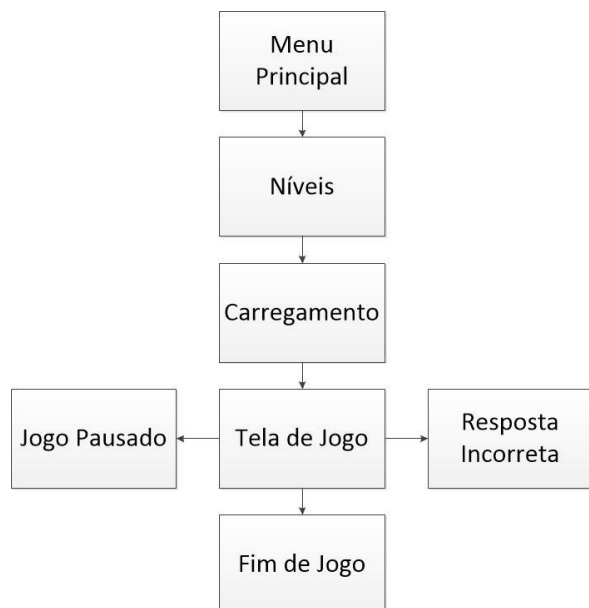 Menu
Principal
Níveis
Carregamento
Jogo Pausado
Tela de Jogo
Resposta
Incorreta
Fim de Jogo